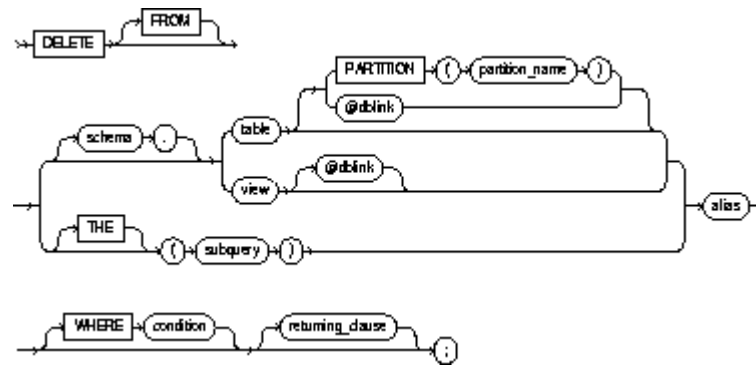 FROM
DELETE
PARTITION ( partition_name )
@dblink
schema . table
@dblink
view
alias
THE
( subquery )
WHERE condition returning_clause
;